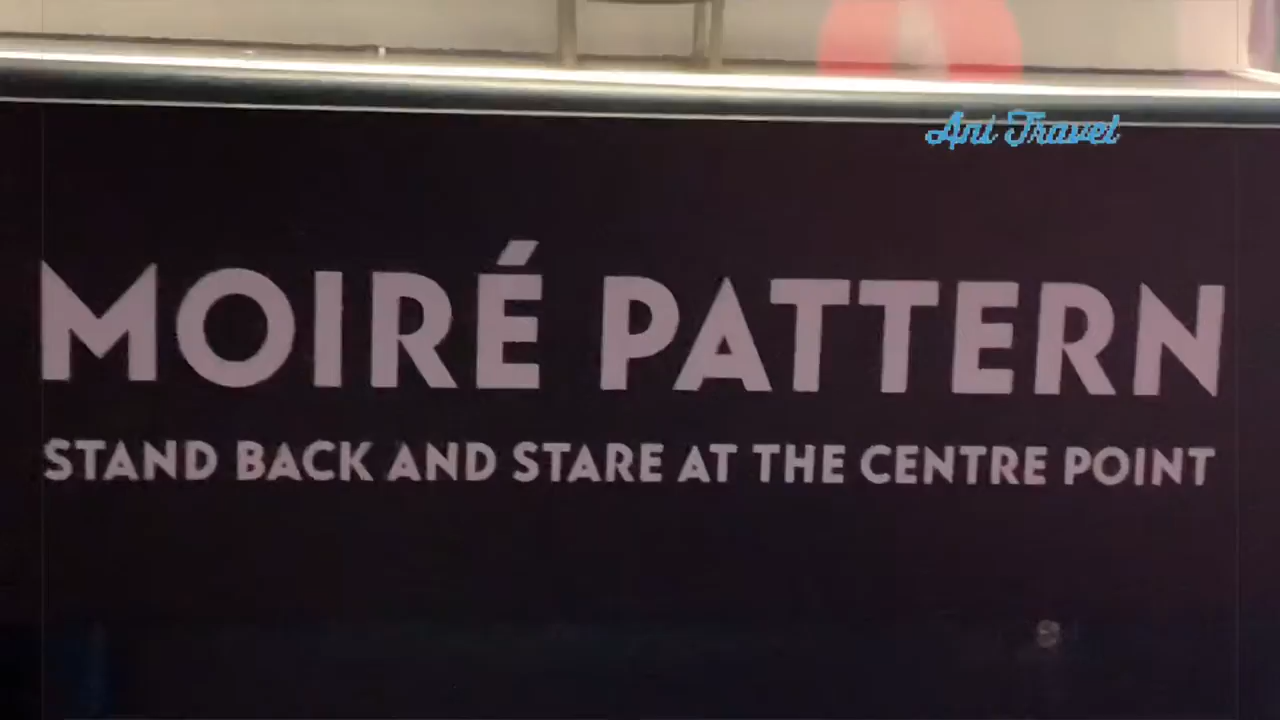 Ani Travel
MOIRÉ PATTERN
STAND BACK AND STARE AT THE CENTRE POINT